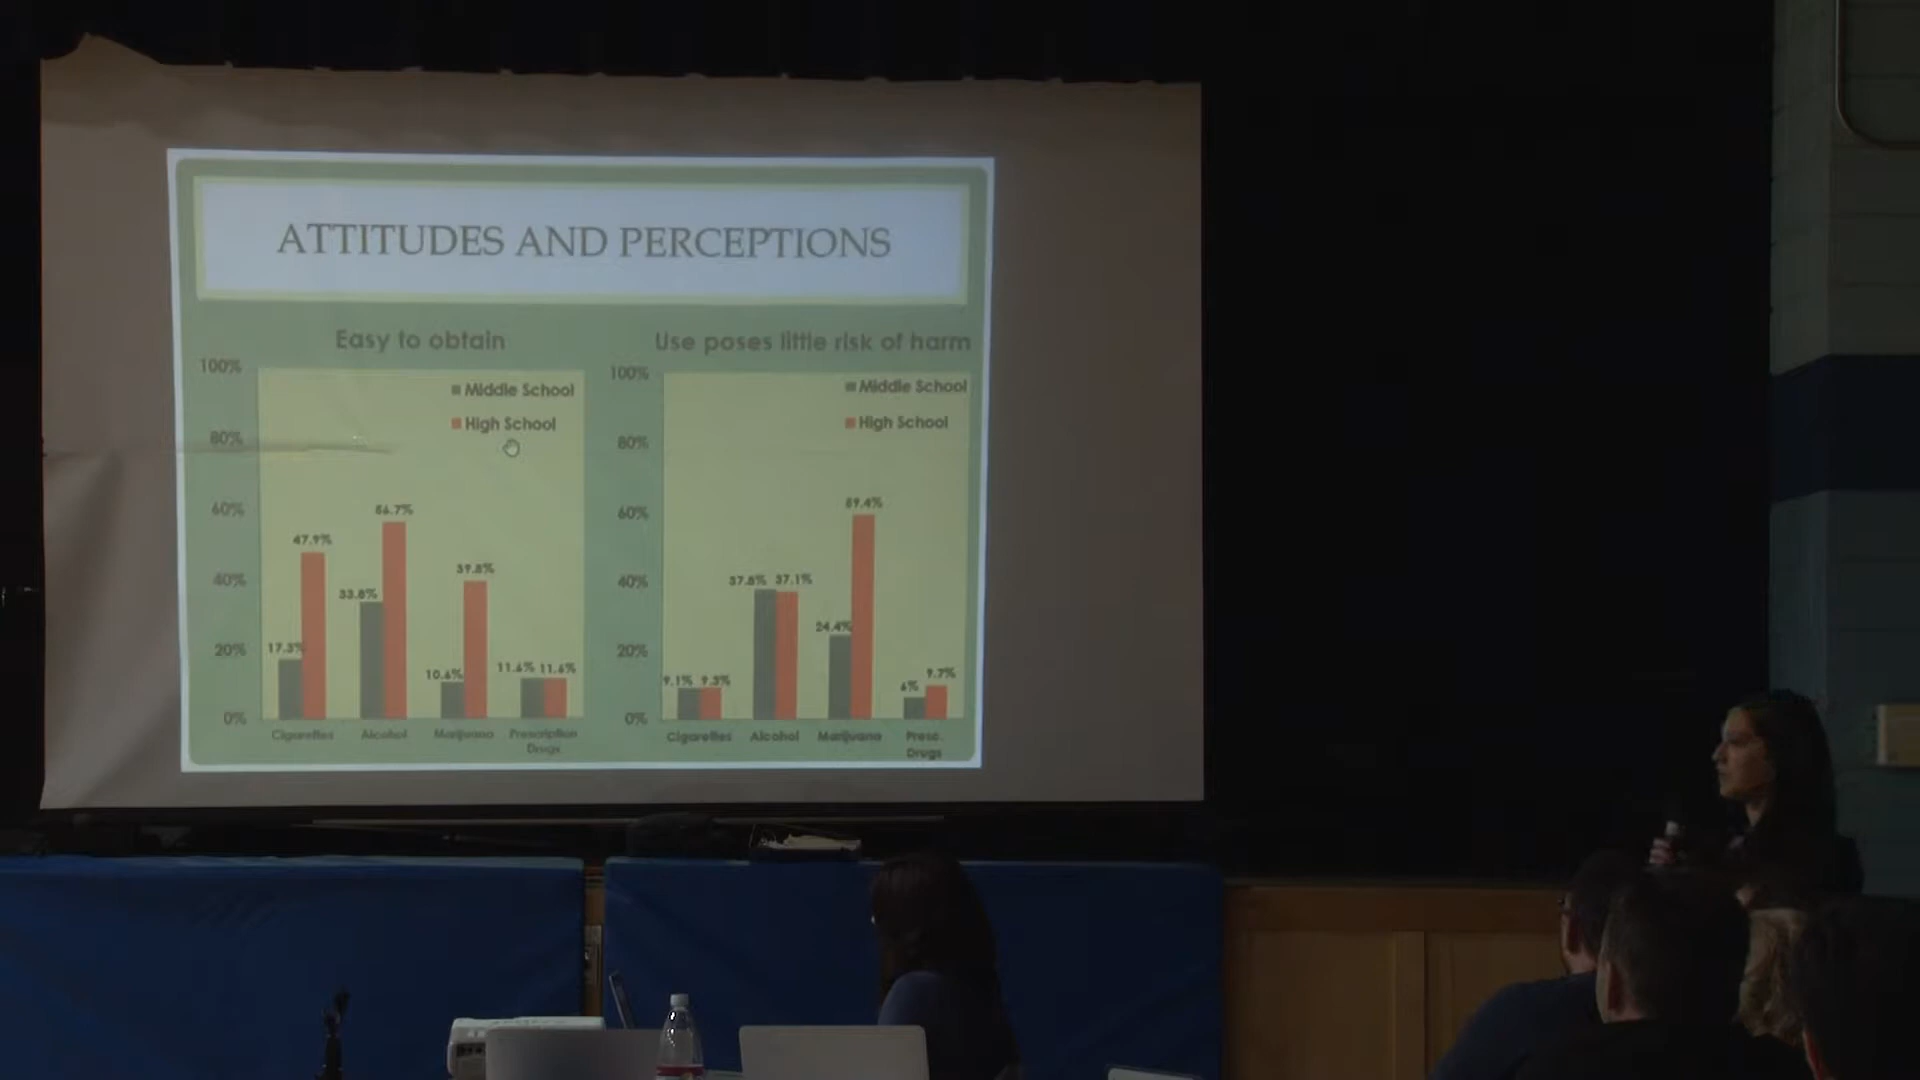 ATTITUDES AND PERCEPTIONS
Easy to obtain
100%
80%
60%
40%
20%
0%
Middle School
High School
17.3%
47.9%
33.8%
56.7%
10.6%
39.8%
11.6%
11.6%
Cigarettes
Alcohol
Marijuana
Prescription
Drugs
Use poses little risk of harm
100%
80%
60%
40%
20%
0%
Middle School
High School
9.1%
9.3%
37.8%
37.1%
24.4%
59.4%
6%
9.7%
Cigarettes
Alcohol
Marijuana
Presc.
Drugs